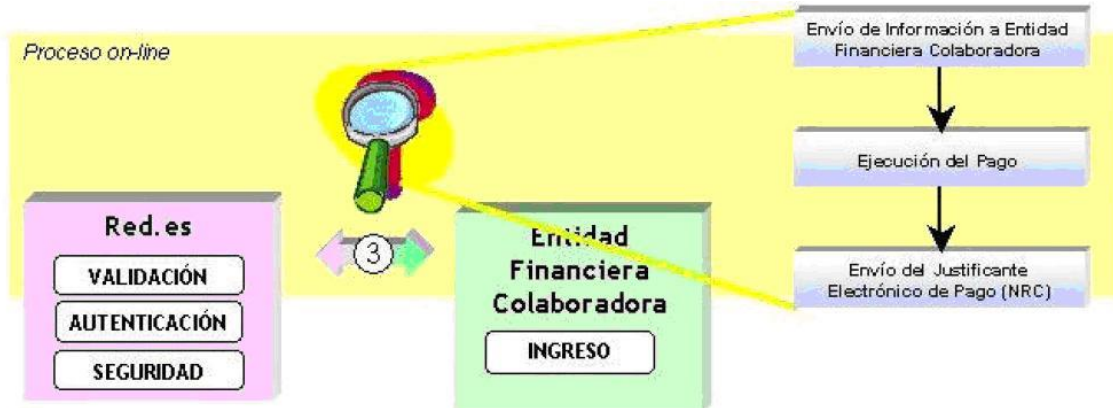 Proceso on-line
Envío de Información a Entidad
Financiera Colaboradora
Ejecución del Pago
Envío del Justificante
Electrónico de Pago (NRC)
Red.es
VALIDACIÓN
AUTENTICACIÓN
SEGURIDAD
3
Entidad
Financiera
Colaboradora
INGRESO